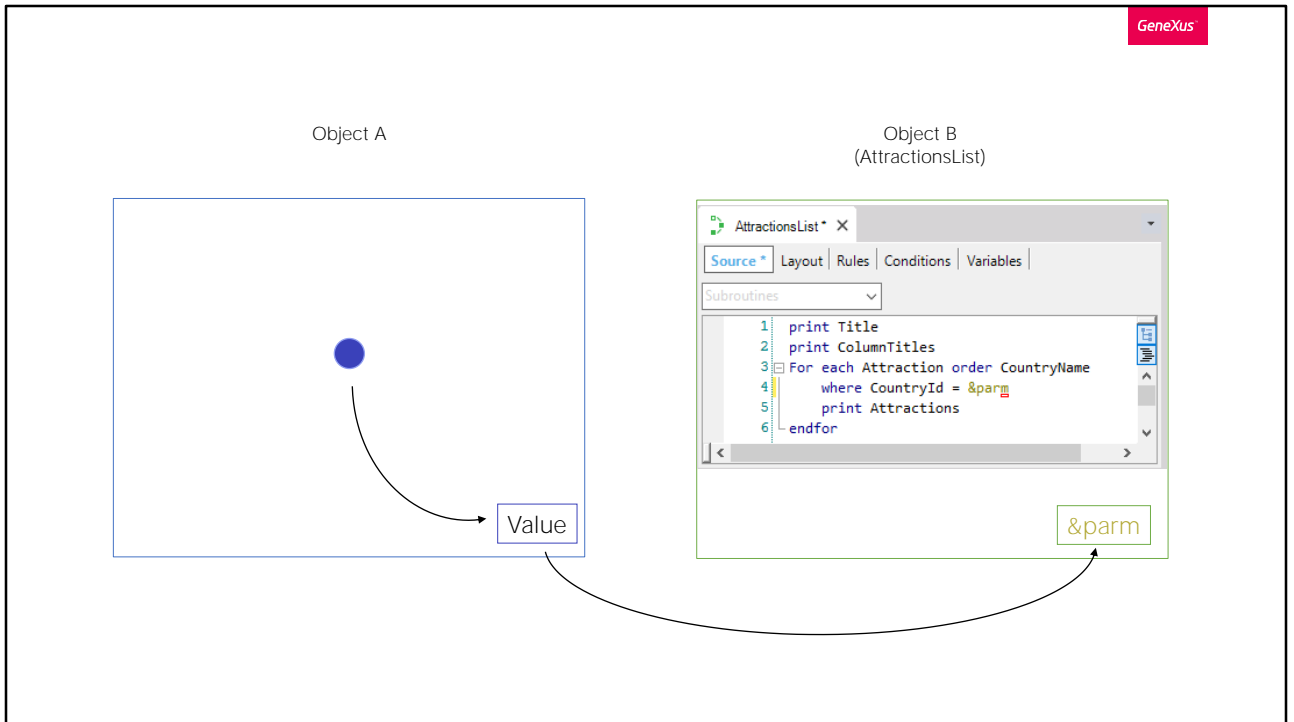 GeneXus
Object A
Object B
(AttractionsList)
AttractionsList * X
Source * Layout Rules Conditions Variables
Subroutines
1 print Title
2 print ColumnTitles
3 For each Attraction order CountryName
4 where CountryId = &parm
5 print Attractions
6 endfor
Value
&parm